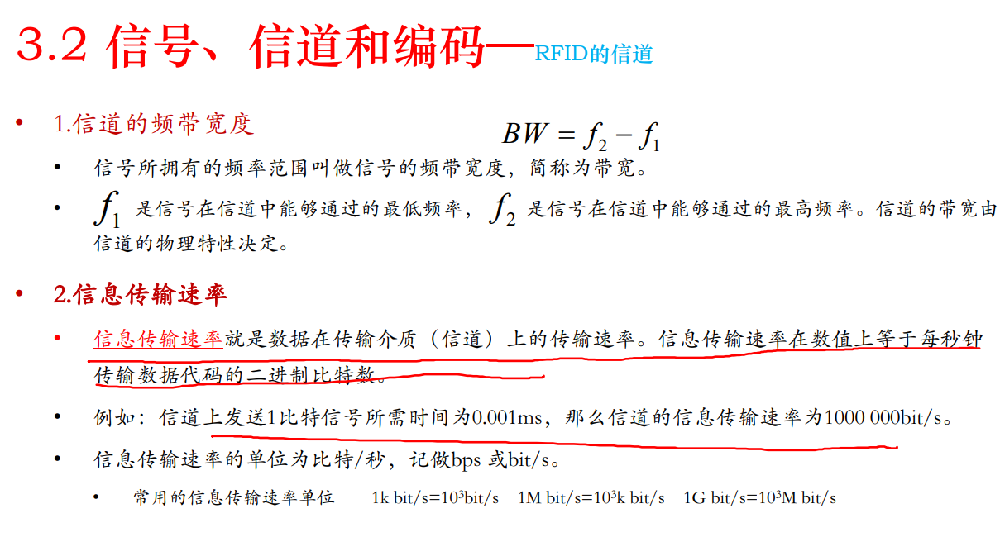 3.2 信号、信道和编码—RFID的信道
• 1.信道的频带宽度
BW = f₂ − f₁
• 信号所拥有的频率范围叫做信号的频带宽度，简称为带宽。
• f₁ 是信号在信道中能够通过的最低频率， f₂ 是信号在信道中能够通过的最高频率。信道的带宽由
信道的物理特性决定。
• 2.信息传输速率
• 信息传输速率就是数据在传输介质（信道）上的传输速率。信息传输速率在数值上等于每秒钟
传输数据代码的二进制比特数。
• 例如：信道上发送1比特信号所需时间为0.001ms，那么信道的信息传输速率为1000 000bit/s。
• 信息传输速率的单位为比特/秒，记做bps 或bit/s。
• 常用的信息传输速率单位 1k bit/s=10³bit/s 1M bit/s=10³k bit/s 1G bit/s=10³M bit/s